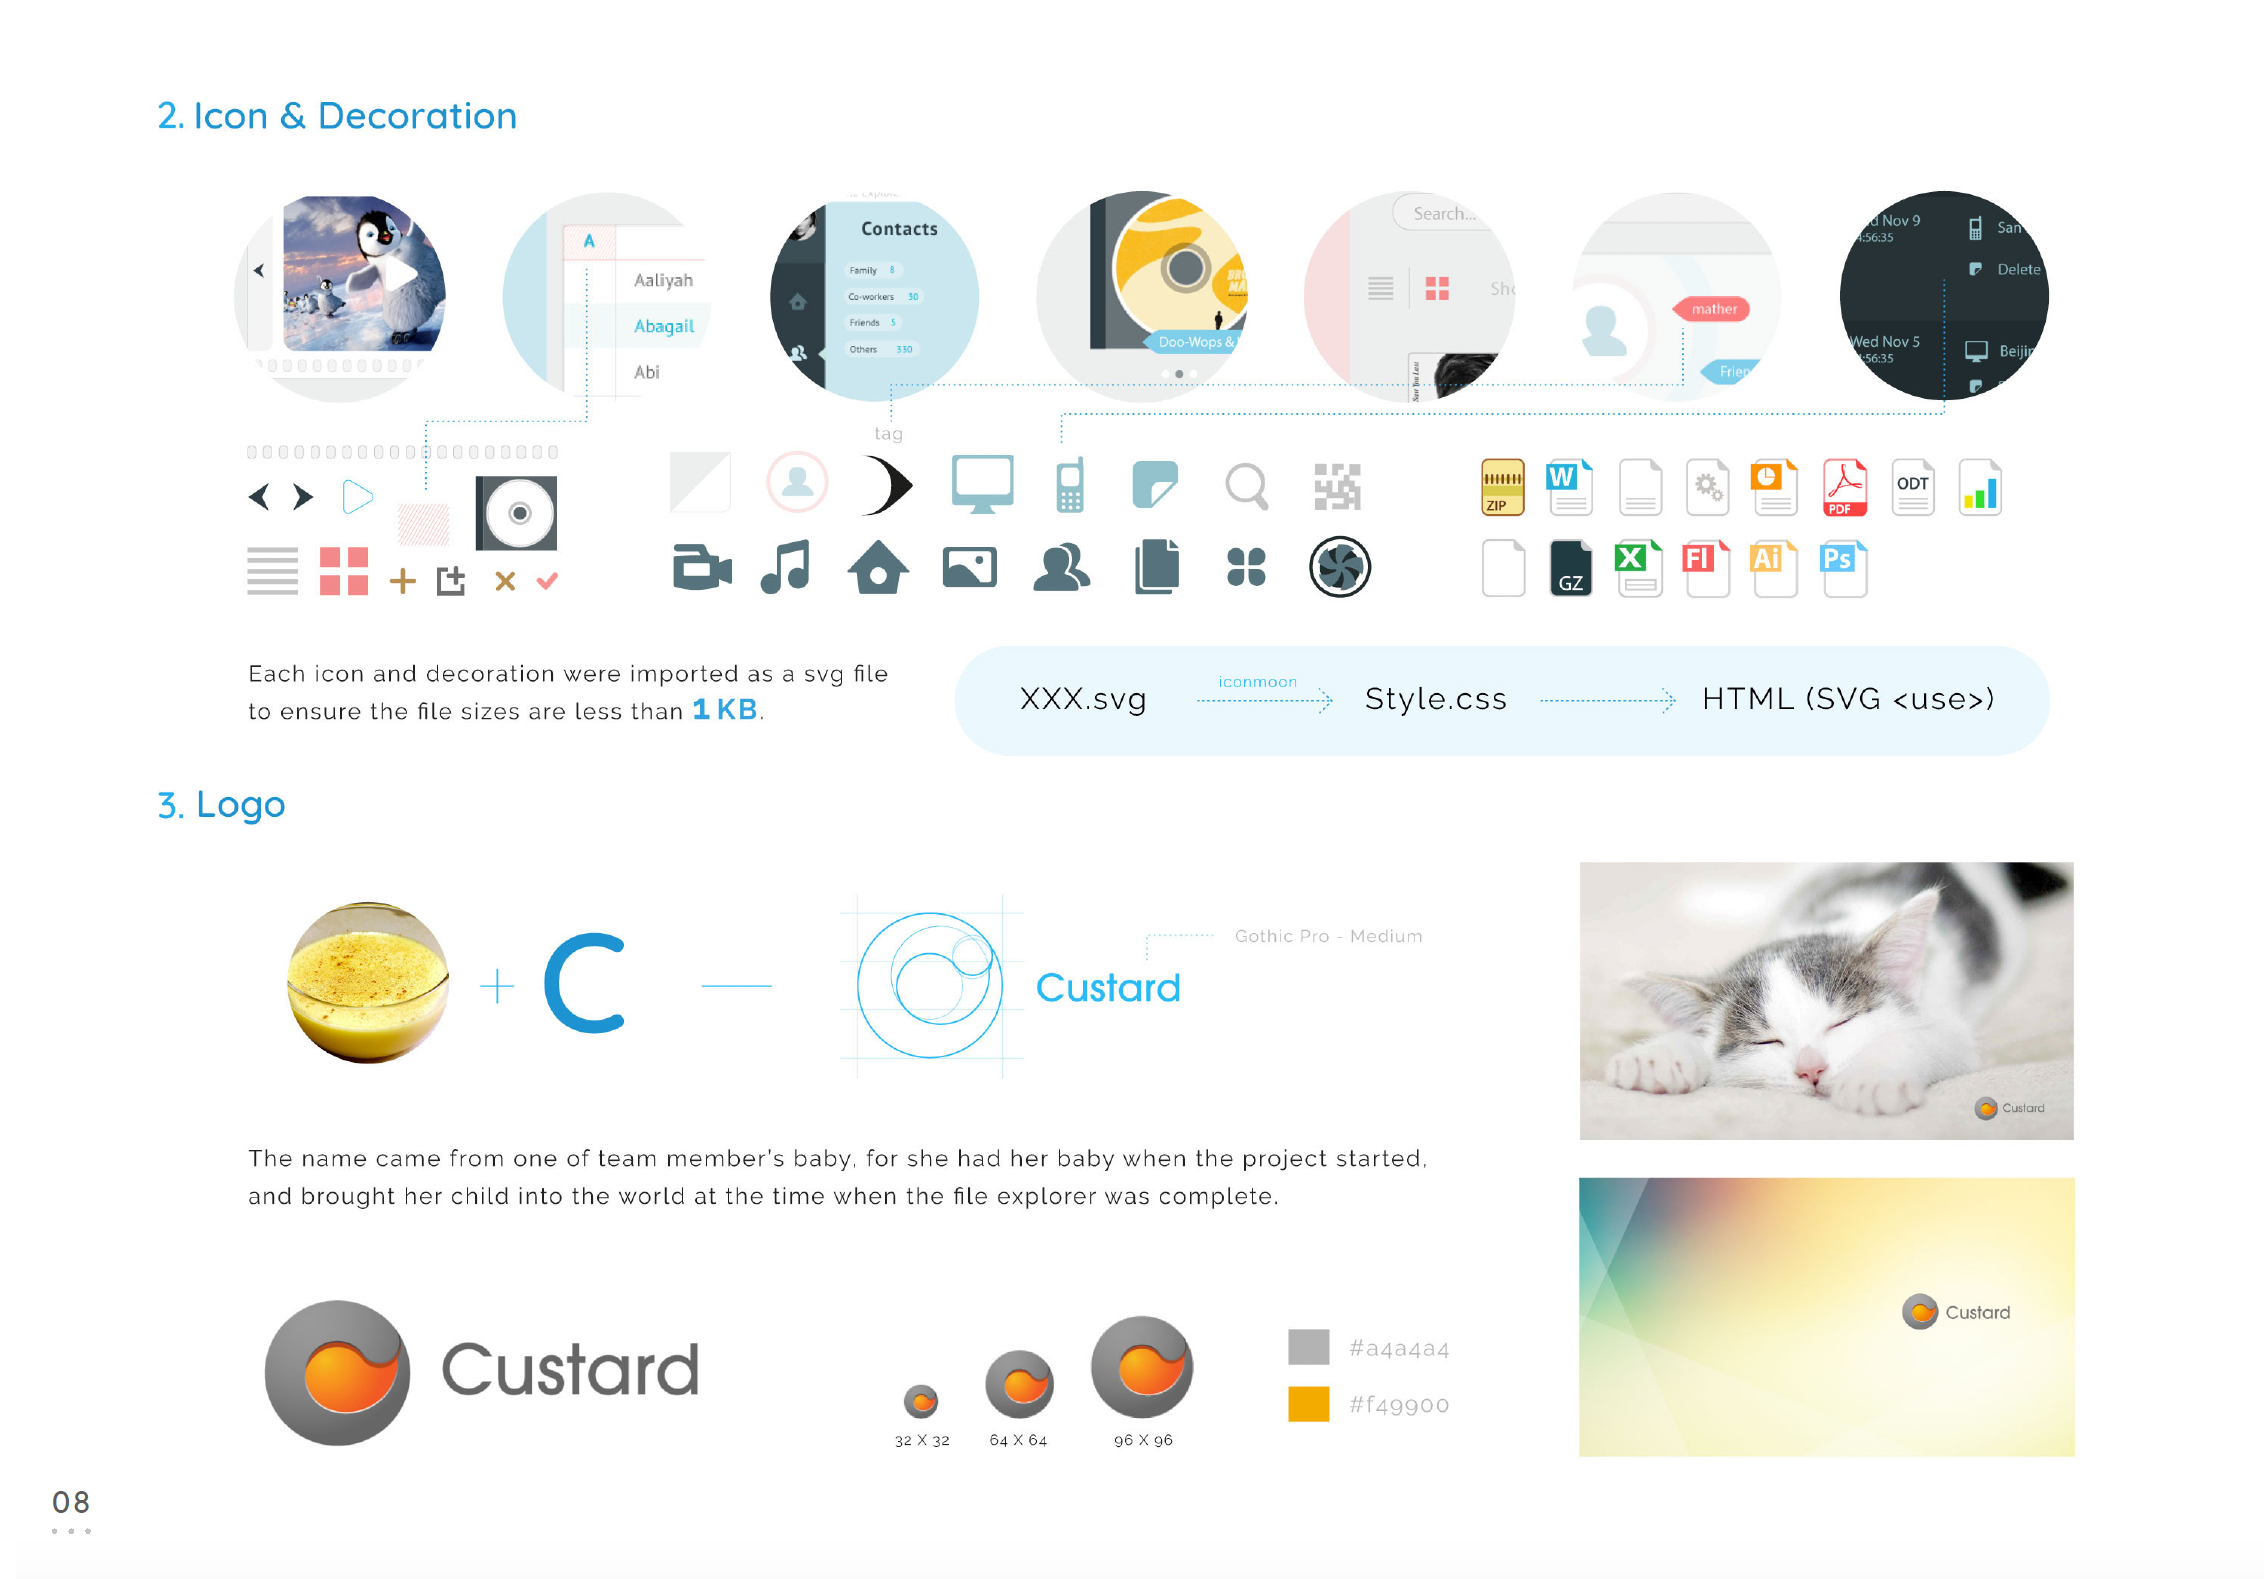 2. Icon & Decoration
A
Aaliyah
Abagail
Abi
Contacts
Family 8
Co-workers 30
Friends 5
Others 330
Doo-Wops &
Search...
mather
Nov 9
:56:35
Delete
Wed Nov 5
:56:35
tag
ZIP
W
PDF
ODT
GZ
X
Fl
Ai
Ps
Each icon and decoration were imported as a svg file
to ensure the file sizes are less than 1 KB.
XXX.svg
iconmoon
Style.css
HTML (SVG <use>)
3. Logo
+
C
Custard
Gothic Pro - Medium
Custard
The name came from one of team member's baby, for she had her baby when the project started,
and brought her child into the world at the time when the file explorer was complete.
Custard
Custard
32 X 32
64 X 64
96 X 96
#a4a4a4
#f49900
08